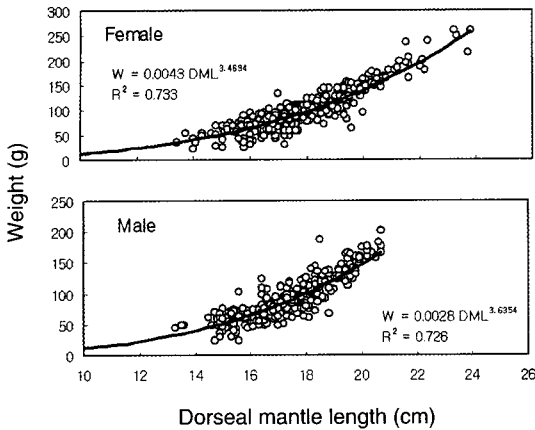 300
250
200
150
100
50
0
Female
W = 0.0043 DML^3.4694
R² = 0.733
Weight (g)
250
200
150
100
50
0
Male
W = 0.0028 DML^3.6354
R² = 0.726
10 12 14 16 18 20 22 24 26
Dorseal mantle length (cm)